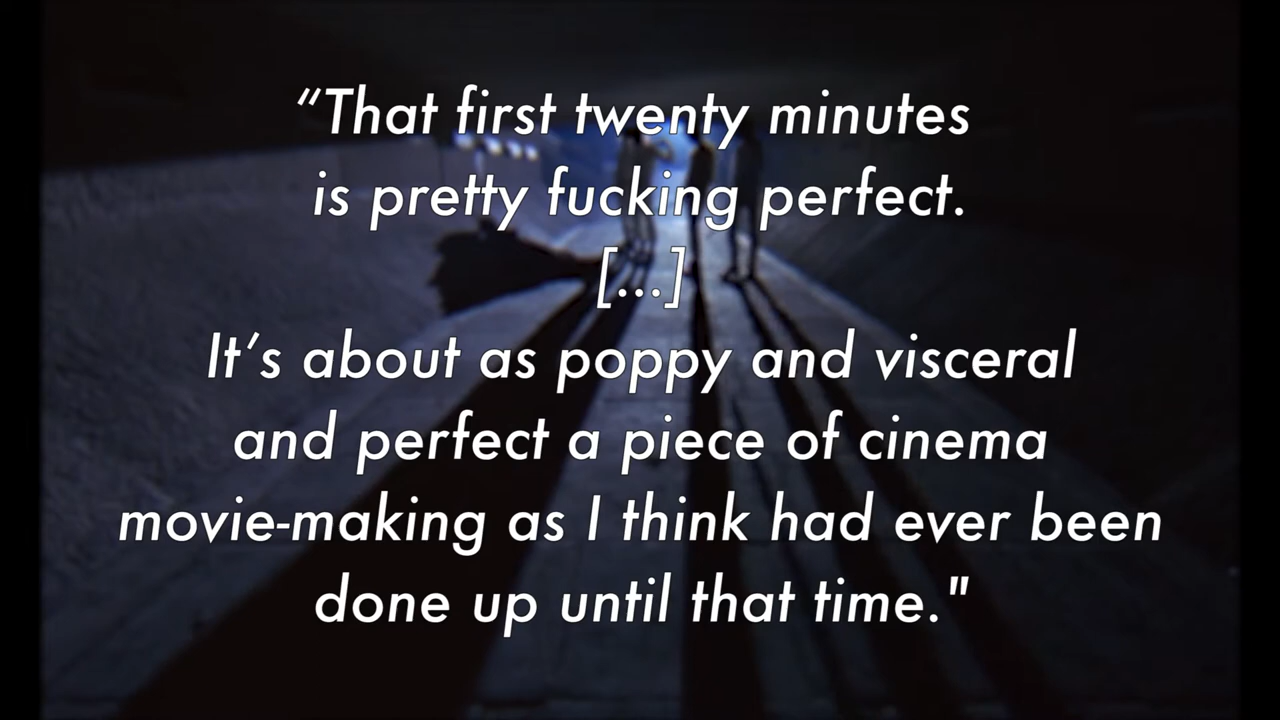 “That first twenty minutes
is pretty fucking perfect.
[...]
It’s about as poppy and visceral
and perfect a piece of cinema
movie-making as I think had ever been
done up until that time."